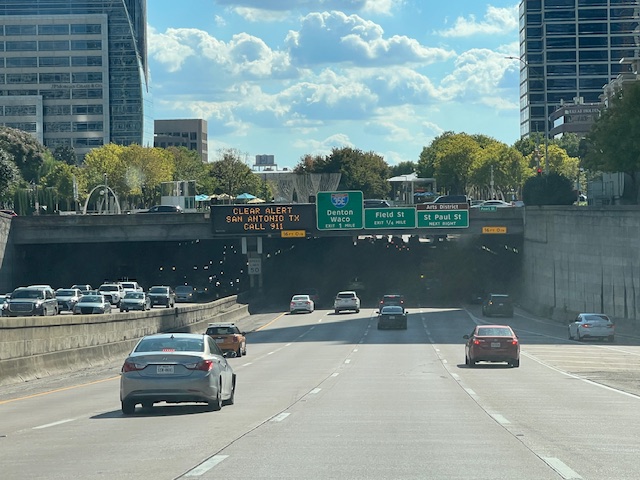 CLEAR ALERT
SAN ANTONIO TX
CALL 911
35E
Denton
Waco
EXIT 1 MILE
Field St
EXIT 1/4 MILE
Arts District
St Paul St
NEXT RIGHT